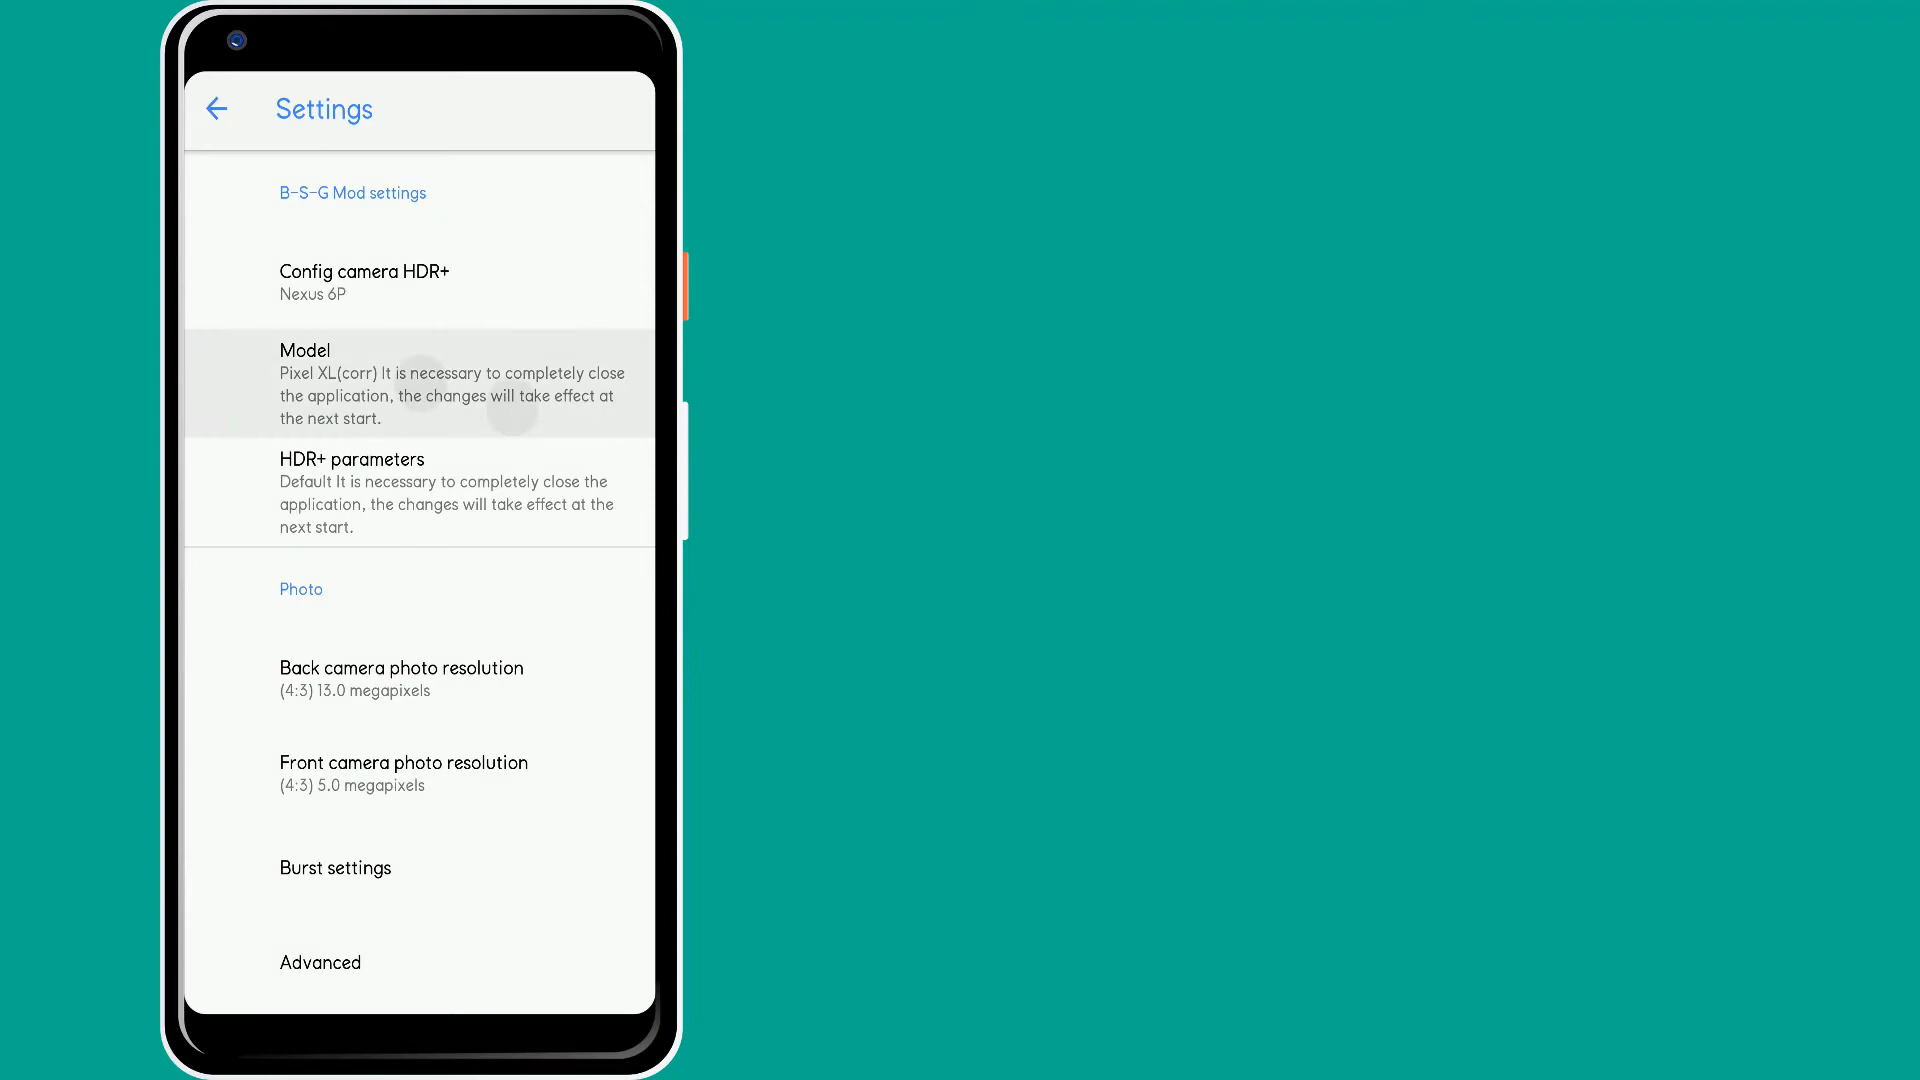 Settings
B-S-G Mod settings
Config camera HDR+
Nexus 6P
Model
Pixel XL(corr) It is necessary to completely close
the application, the changes will take effect at
the next start.
HDR+ parameters
Default It is necessary to completely close the
application, the changes will take effect at the
next start.
Photo
Back camera photo resolution
(4:3) 13.0 megapixels
Front camera photo resolution
(4:3) 5.0 megapixels
Burst settings
Advanced